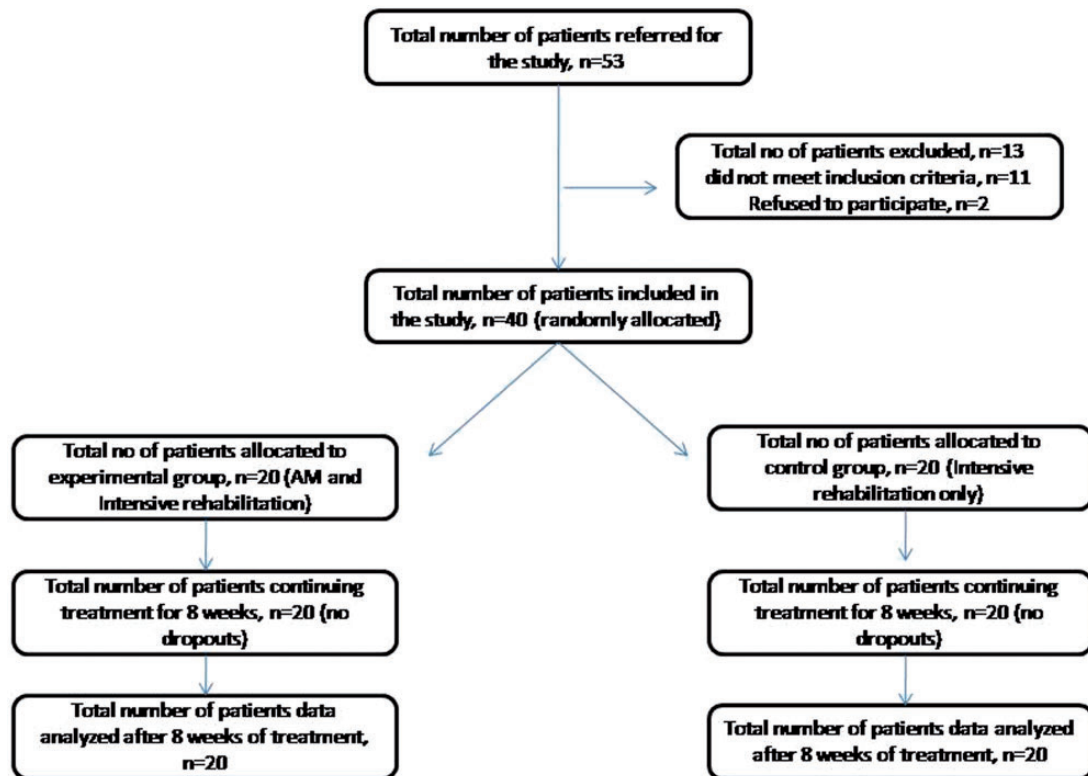 Total number of patients referred for
the study, n=53
Total no of patients excluded, n=13
did not meet inclusion criteria, n=11
Refused to participate, n=2
Total number of patients included in
the study, n=40 (randomly allocated)
Total no of patients allocated to
experimental group, n=20 (AM and
Intensive rehabilitation)
Total no of patients allocated to
control group, n=20 (Intensive
rehabilitation only)
Total number of patients continuing
treatment for 8 weeks, n=20 (no
dropouts)
Total number of patients continuing
treatment for 8 weeks, n=20 (no
dropouts)
Total number of patients data
analyzed after 8 weeks of treatment,
n=20
Total number of patients data analyzed
after 8 weeks of treatment, n=20